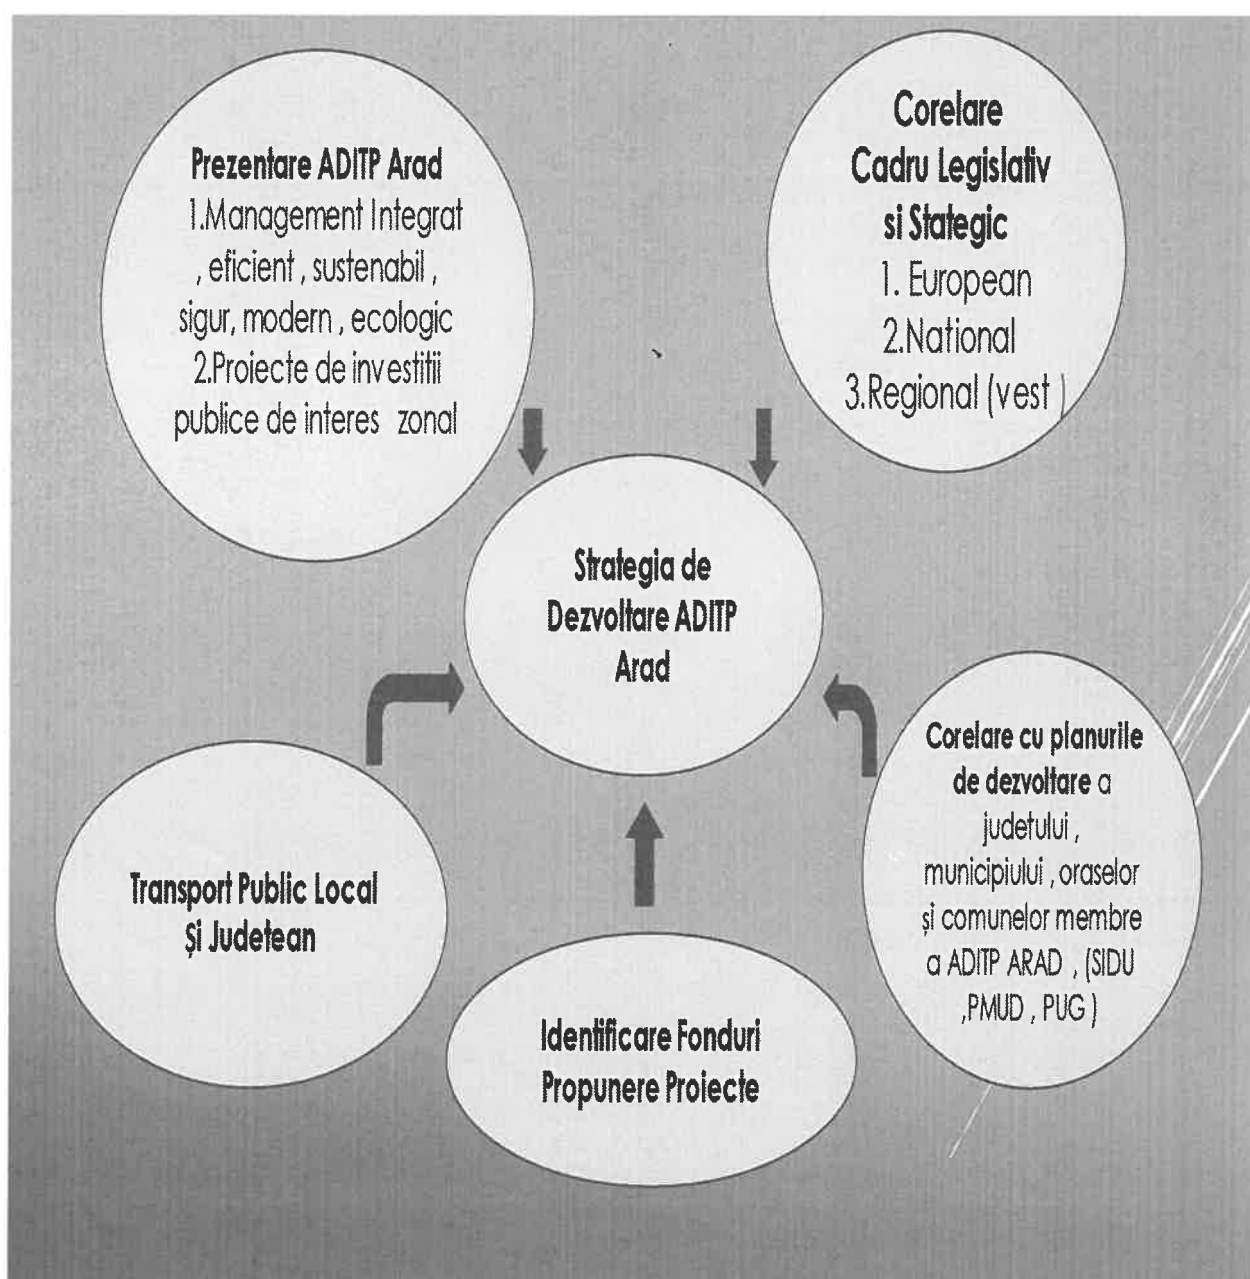 Prezentare ADITP Arad
1.Management Integrat
, eficient , sustenabil ,
sigur, modern , ecologic
2.Proiecte de investitii
publice de interes zonal
Corelare
Cadru Legislativ
si Stategic
1. European
2.National
3.Regional (vest )
Strategia de
Dezvoltare ADITP
Arad
Transport Public Local
și Judetean
Identificare Fonduri
Propunere Proiecte
Corelare cu planurile
de dezvoltare a
judetului ,
municipiului , oraselor
și comunelor membre
a ADITP ARAD , (SIDU
,PMUD , PUG )